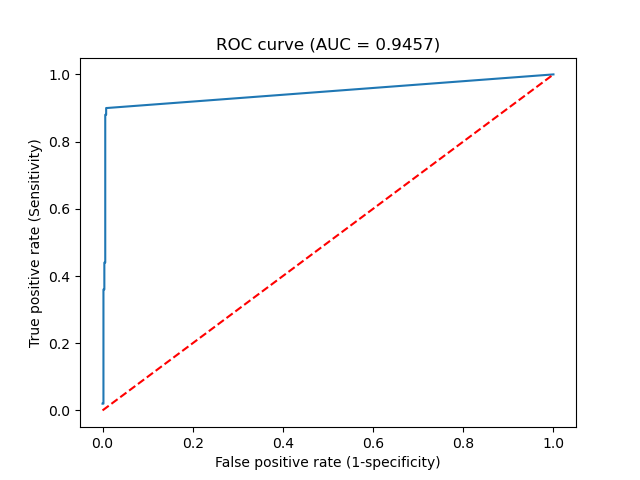 ROC curve (AUC = 0.9457)
True positive rate (Sensitivity)
1.0
0.8
0.6
0.4
0.2
0.0
0.0 0.2 0.4 0.6 0.8 1.0
False positive rate (1-specificity)